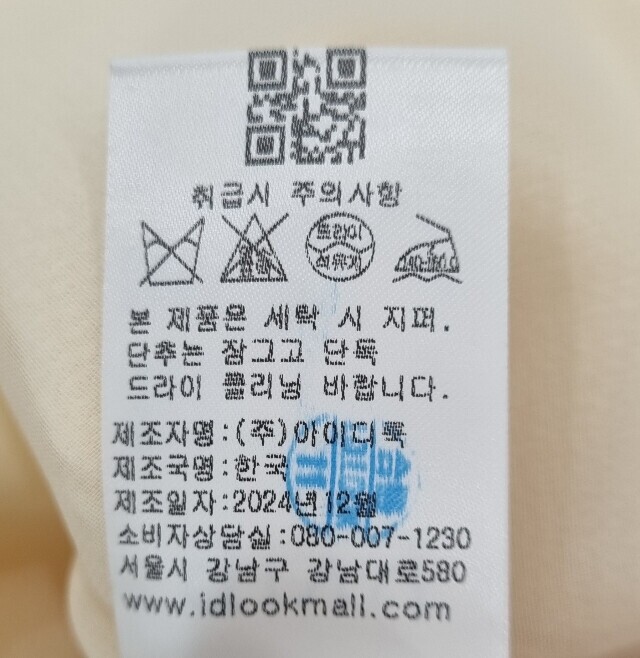 취급시 주의사항
드라이
석유계
140~160℃
본 제품은 세탁 시 지퍼.
단추는 잠그고 단독
드라이 클리닝 바랍니다.
제조자명:(주)아이디룩
제조국명:한국
제조일자:2024년12월
소비자상담실:080-007-1230
서울시 강남구 강남대로580
www.idlookmall.com